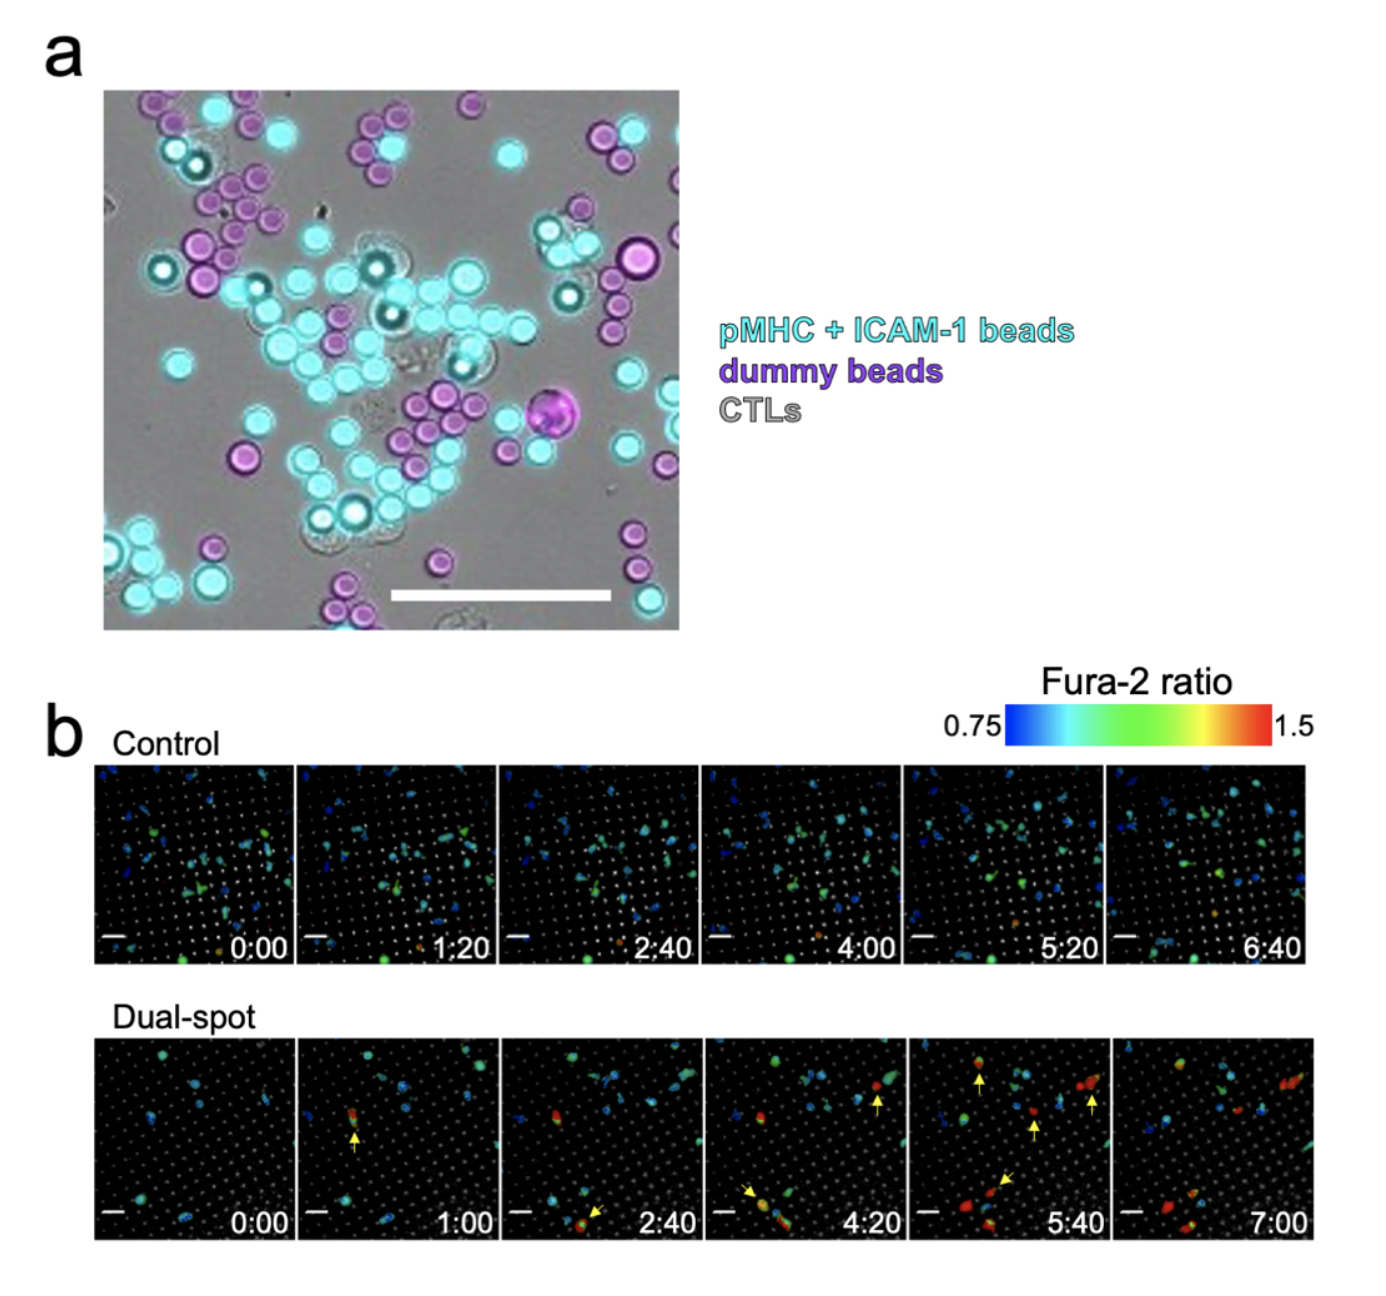 a
pMHC + ICAM-1 beads
dummy beads
CTLs
Fura-2 ratio
0.75 1.5
b
Control
0:00 1:20 2:40 4:00 5:20 6:40
Dual-spot
0:00 1:00 2:40 4:20 5:40 7:00